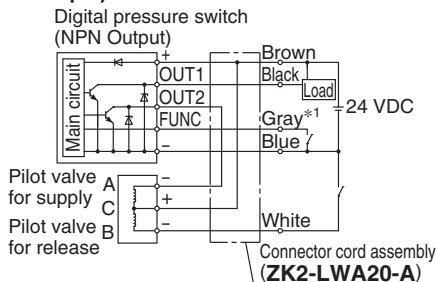 Digital pressure switch
(NPN Output)
Main circuit
+
OUT1
OUT2
FUNC
–
Brown
Black
Load
24 VDC
Gray*1
Blue
Pilot valve
for supply
A
–
C
+
Pilot valve
for release
B
–
White
Connector cord assembly
(ZK2-LWA20-A)